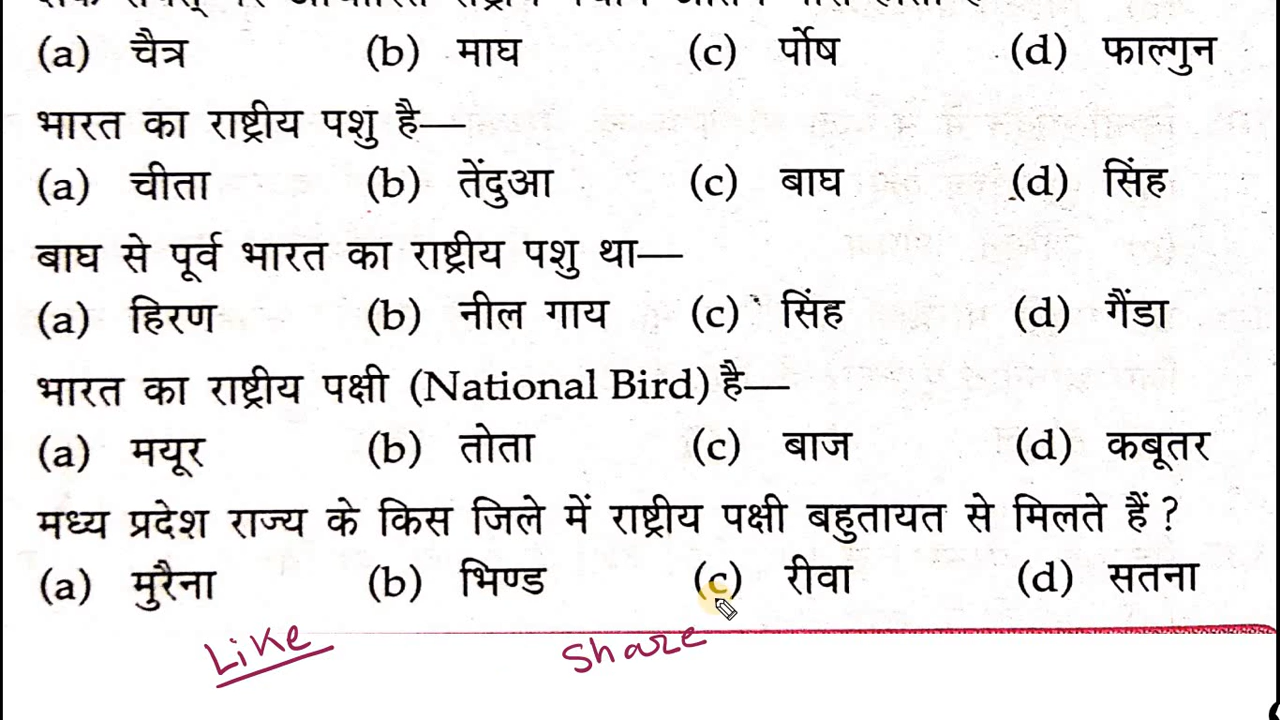 (a) चैत्र (b) माघ (c) र्पोष (d) फाल्गुन
भारत का राष्ट्रीय पशु है—
(a) चीता (b) तेंदुआ (c) बाघ (d) सिंह
बाघ से पूर्व भारत का राष्ट्रीय पशु था—
(a) हिरण (b) नील गाय (c) सिंह (d) गैंडा
भारत का राष्ट्रीय पक्षी (National Bird) है—
(a) मयूर (b) तोता (c) बाज (d) कबूतर
मध्य प्रदेश राज्य के किस जिले में राष्ट्रीय पक्षी बहुतायत से मिलते हैं ?
(a) मुरैना (b) भिण्ड (c) रीवा (d) सतना
Like Share